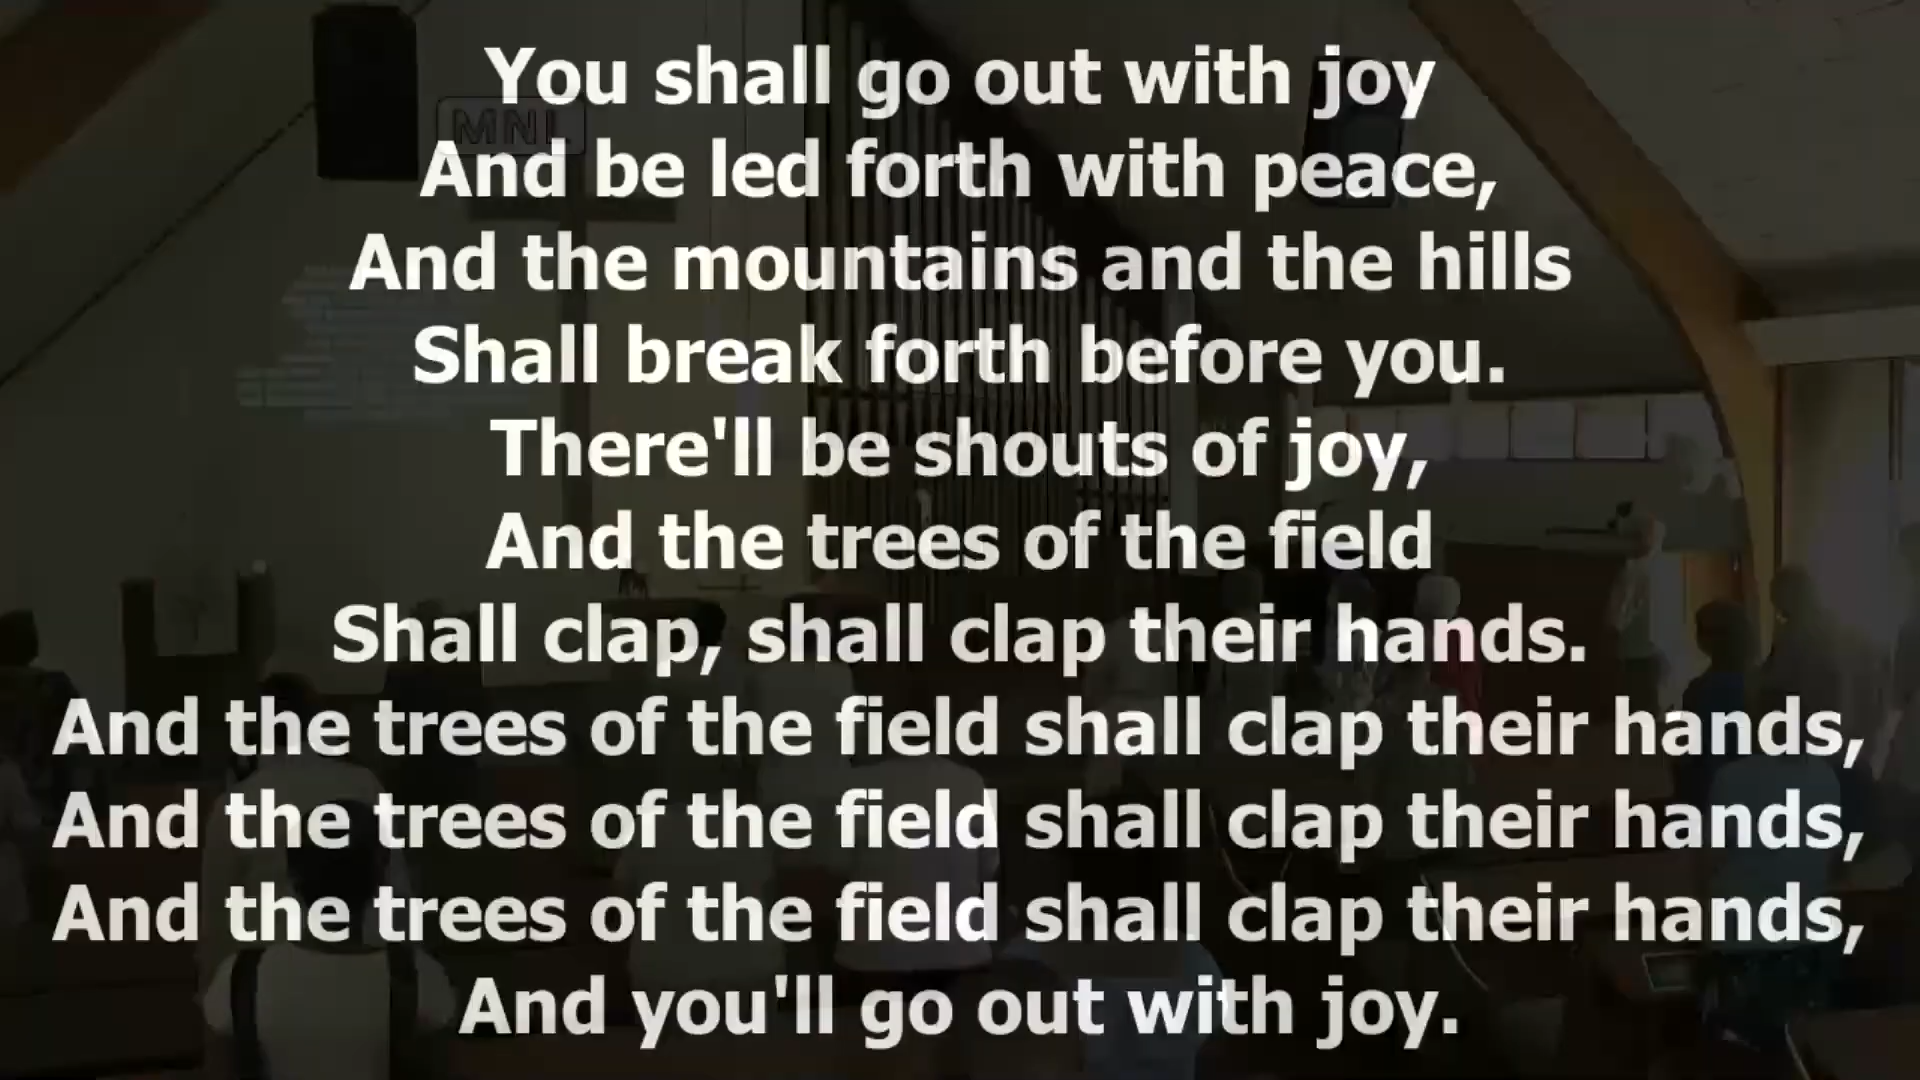 You shall go out with joy
And be led forth with peace,
And the mountains and the hills
Shall break forth before you.
There'll be shouts of joy,
And the trees of the field
Shall clap, shall clap their hands.
And the trees of the field shall clap their hands,
And the trees of the field shall clap their hands,
And the trees of the field shall clap their hands,
And you'll go out with joy.